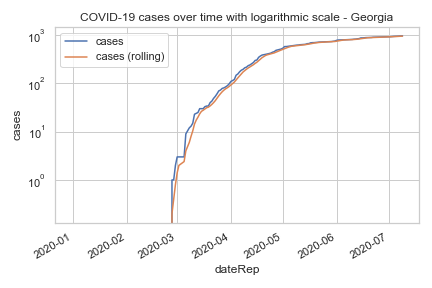 COVID-19 cases over time with logarithmic scale - Georgia
cases
cases (rolling)
10³
10²
10¹
10⁰
cases
2020-01
2020-02
2020-03
2020-04
2020-05
2020-06
2020-07
dateRep